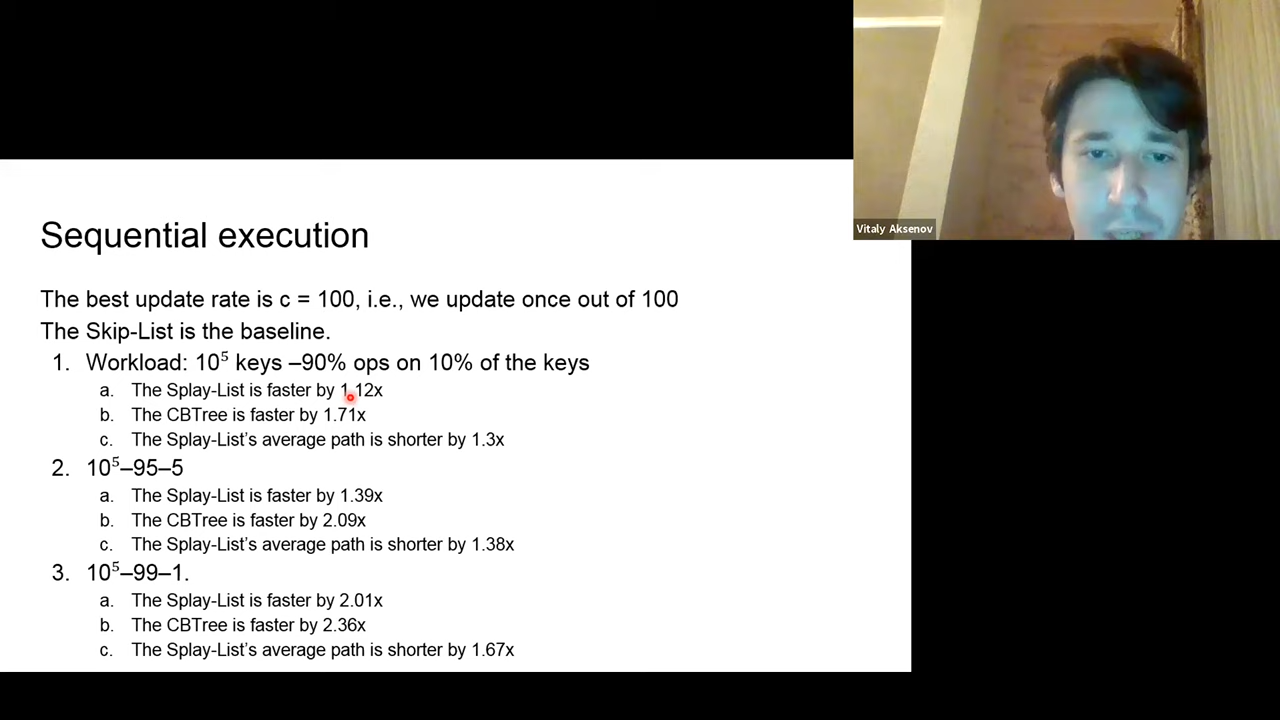 Vitaly Aksenov
Sequential execution
The best update rate is c = 100, i.e., we update once out of 100
The Skip-List is the baseline.
1. Workload: 10⁵ keys –90% ops on 10% of the keys
a. The Splay-List is faster by 1.12x
b. The CBTree is faster by 1.71x
c. The Splay-List's average path is shorter by 1.3x
2. 10⁵–95–5
a. The Splay-List is faster by 1.39x
b. The CBTree is faster by 2.09x
c. The Splay-List's average path is shorter by 1.38x
3. 10⁵–99–1.
a. The Splay-List is faster by 2.01x
b. The CBTree is faster by 2.36x
c. The Splay-List's average path is shorter by 1.67x